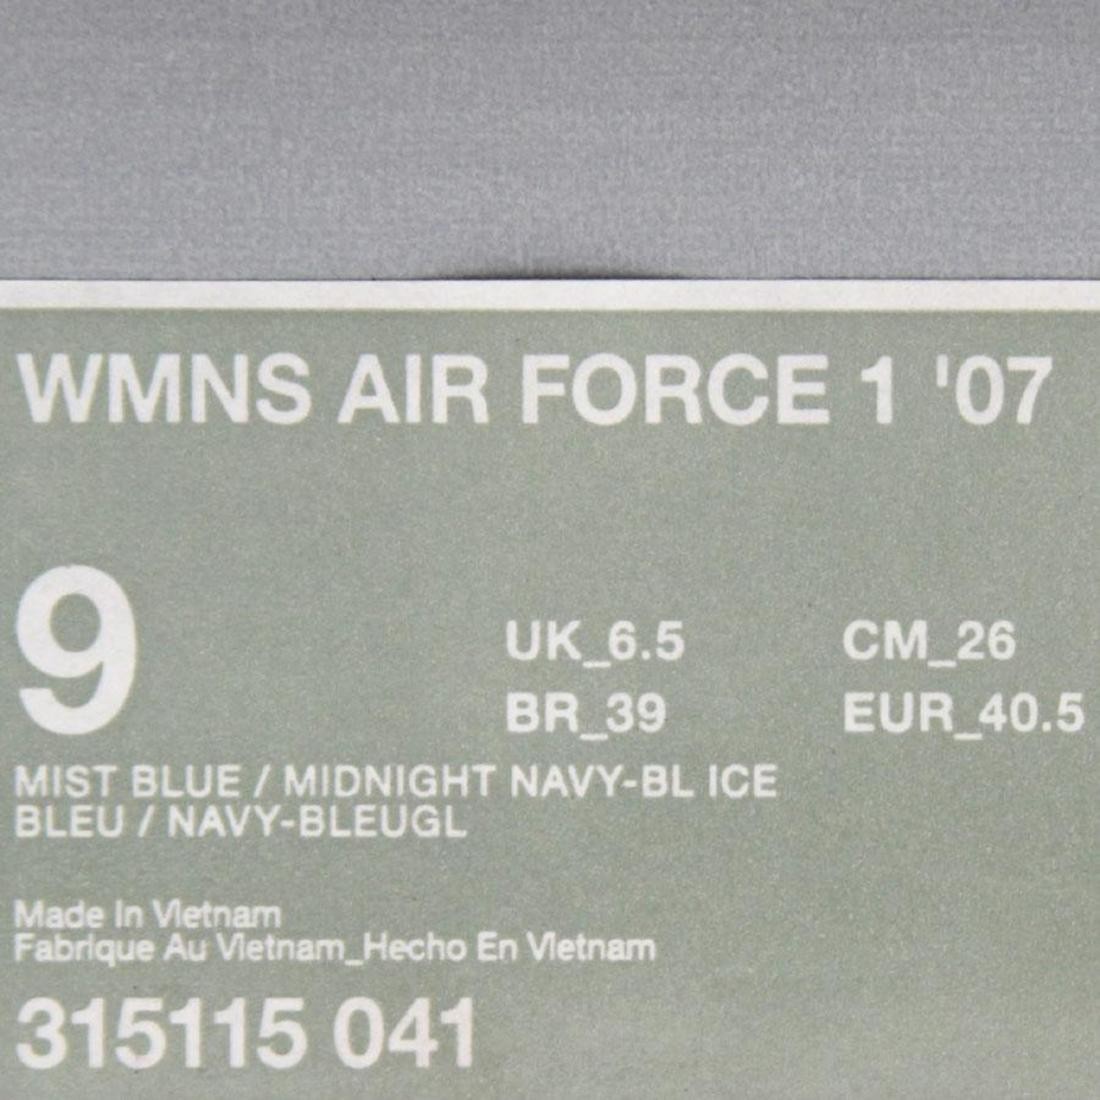 WMNS AIR FORCE 1 '07
9
UK_6.5 CM_26
BR_39 EUR_40.5
MIST BLUE / MIDNIGHT NAVY-BL ICE
BLEU / NAVY-BLEUGL
Made In Vietnam
Fabrique Au Vietnam_Hecho En Vietnam
315115 041